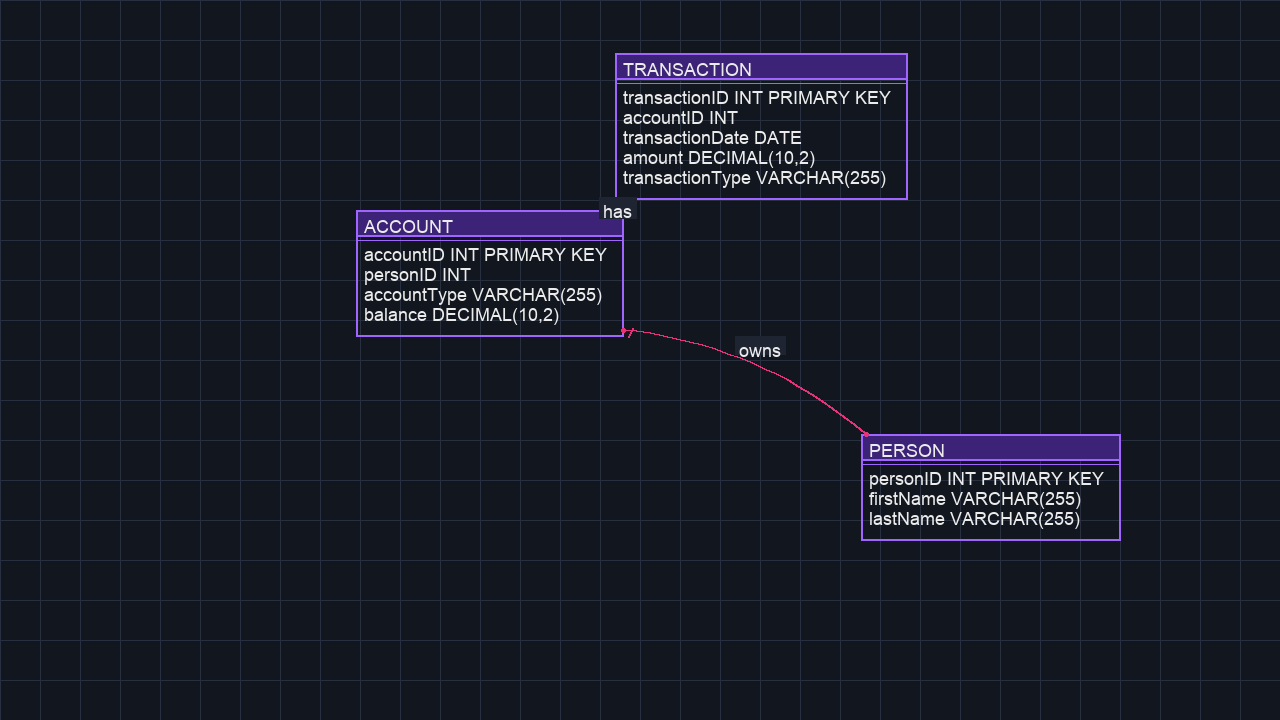 TRANSACTION
transactionID INT PRIMARY KEY
accountID INT
transactionDate DATE
amount DECIMAL(10,2)
transactionType VARCHAR(255)
has
ACCOUNT
accountID INT PRIMARY KEY
personID INT
accountType VARCHAR(255)
balance DECIMAL(10,2)
owns
PERSON
personID INT PRIMARY KEY
firstName VARCHAR(255)
lastName VARCHAR(255)